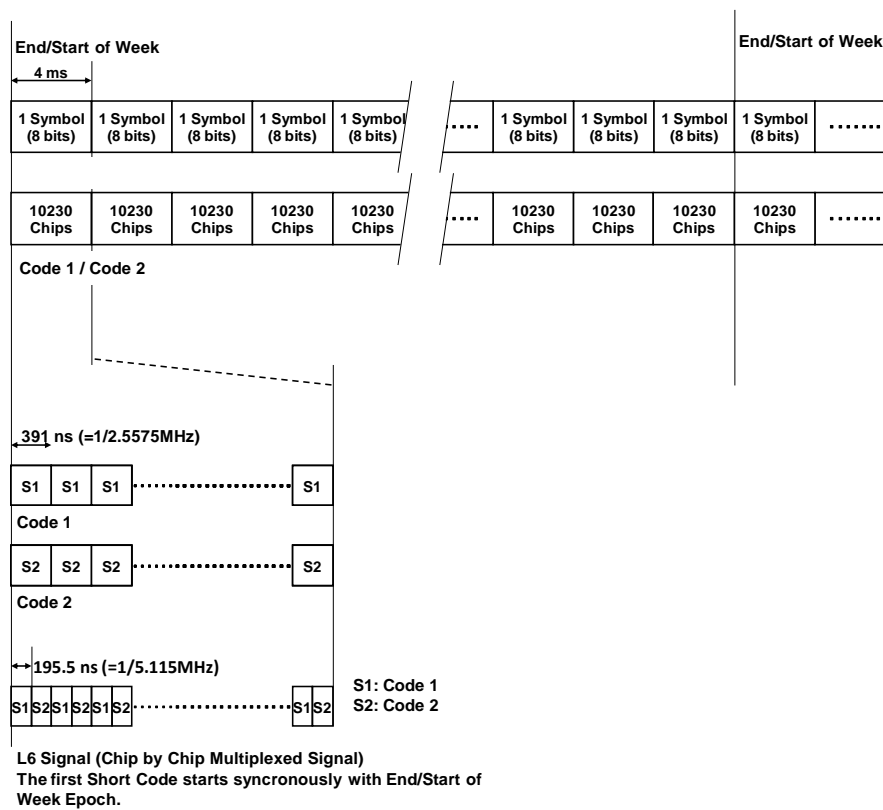 End/Start of Week
End/Start of Week
4 ms
1 Symbol (8 bits) 1 Symbol (8 bits) 1 Symbol (8 bits) 1 Symbol (8 bits) 1 Symbol (8 bits) ..... 1 Symbol (8 bits) 1 Symbol (8 bits) 1 Symbol (8 bits) 1 Symbol (8 bits) .......
10230 Chips 10230 Chips 10230 Chips 10230 Chips 10230 Chips ..... 10230 Chips 10230 Chips 10230 Chips 10230 Chips .......
Code 1 / Code 2
391 ns (=1/2.5575MHz)
S1 S1 S1 S1
Code 1
S2 S2 S2 S2
Code 2
195.5 ns (=1/5.115MHz)
S1 S2 S1 S2 S1 S2 S1 S2
S1: Code 1
S2: Code 2
L6 Signal (Chip by Chip Multiplexed Signal)
The first Short Code starts syncronously with End/Start of
Week Epoch.